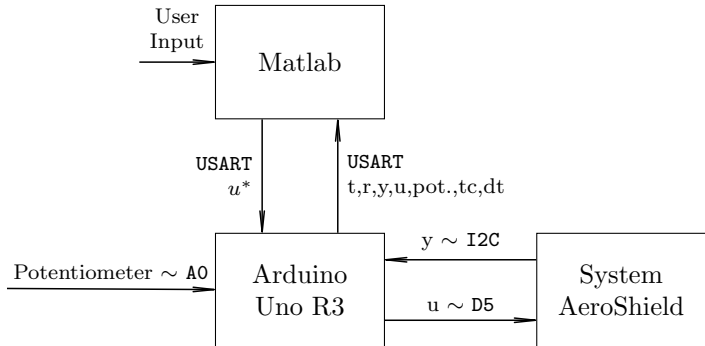 User
Input
Matlab
USART
u*
USART
t,r,y,u,pot.,tc,dt
y ∼ I2C
Potentiometer ∼ A0
Arduino
Uno R3
System
AeroShield
u ∼ D5